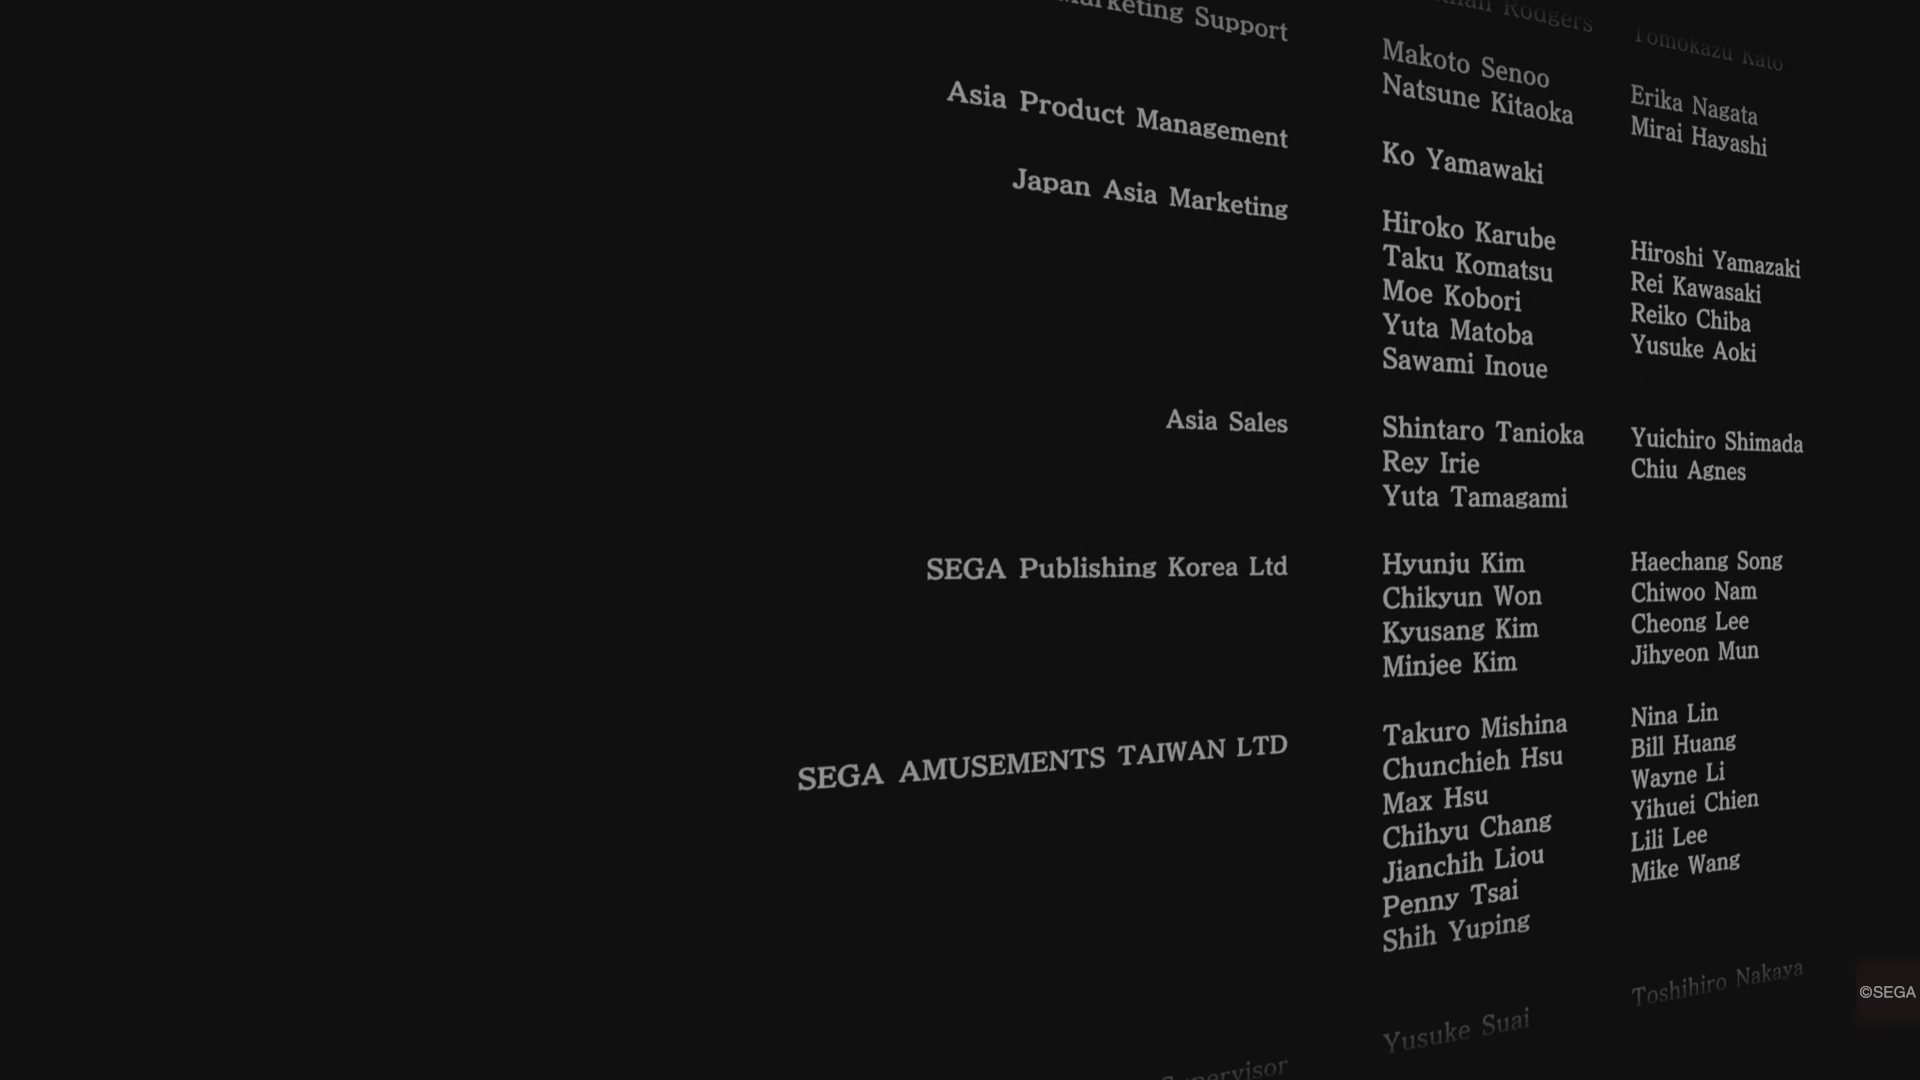 Marketing Support
Rodgers
Tomokazu Kato
Makoto Senoo
Erika Nagata
Natsune Kitaoka
Mirai Hayashi
Asia Product Management
Ko Yamawaki
Japan Asia Marketing
Hiroko Karube
Hiroshi Yamazaki
Taku Komatsu
Rei Kawasaki
Moe Kobori
Reiko Chiba
Yuta Matoba
Yusuke Aoki
Sawami Inoue
Asia Sales
Shintaro Tanioka
Yuichiro Shimada
Rey Irie
Chiu Agnes
Yuta Tamagami
SEGA Publishing Korea Ltd
Hyunju Kim
Haechang Song
Chikyun Won
Chiwoo Nam
Kyusang Kim
Cheong Lee
Minjee Kim
Jihyeon Mun
SEGA AMUSEMENTS TAIWAN LTD
Takuro Mishina
Nina Lin
Chunchieh Hsu
Bill Huang
Max Hsu
Wayne Li
Chihyu Chang
Yihuei Chien
Jianchih Liou
Lili Lee
Penny Tsai
Mike Wang
Shih Yuping
Yusuke Suai
Toshihiro Nakaya
Supervisor
©SEGA